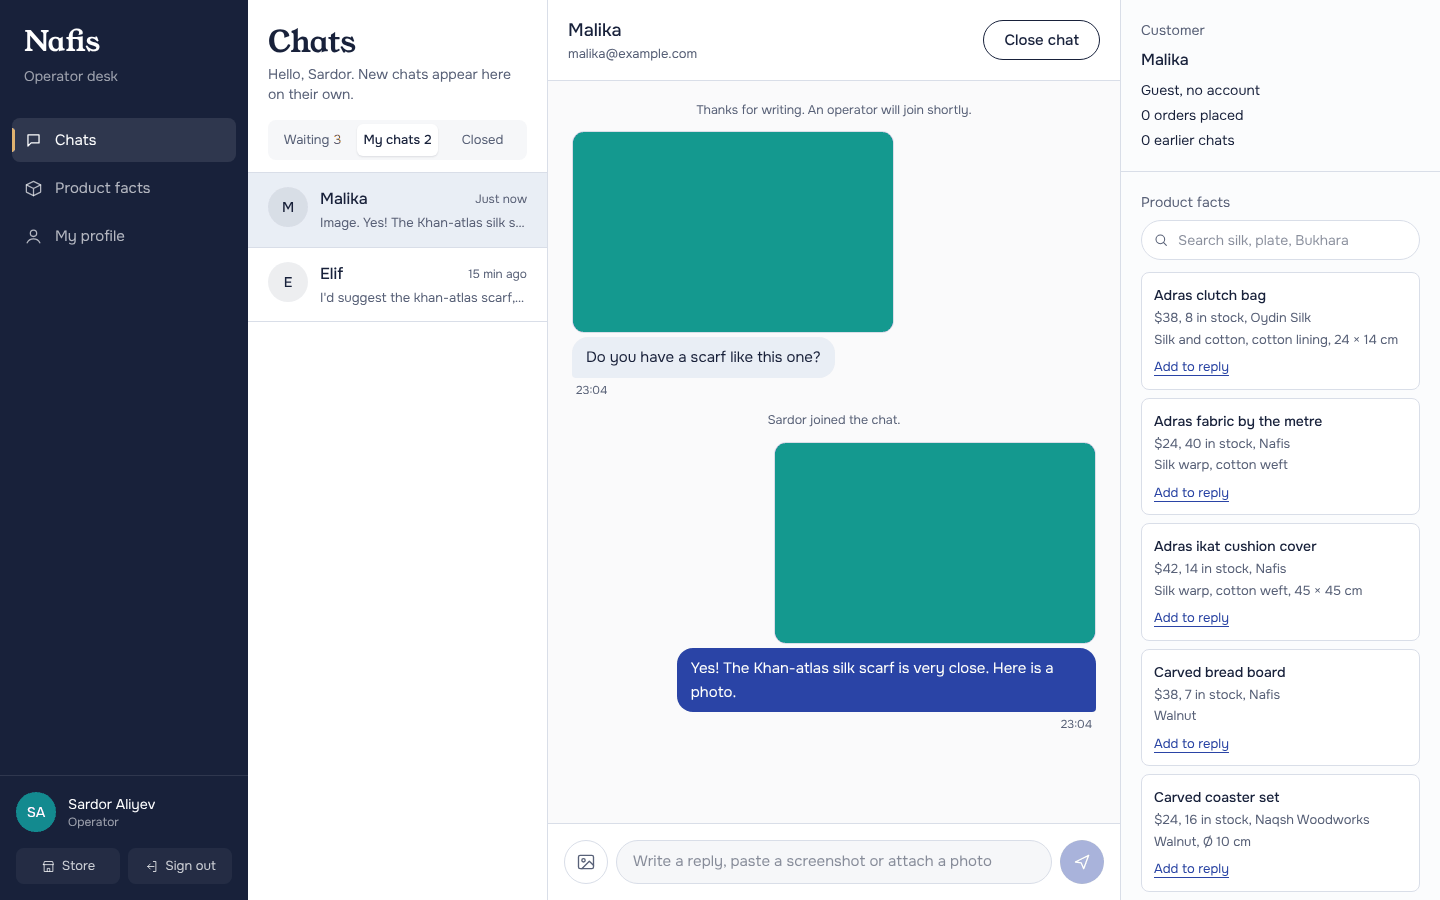 Nafis
Operator desk
Chats
Product facts
My profile
SA
Sardor Aliyev
Operator
Store
Sign out
Chats
Hello, Sardor. New chats appear here
on their own.
Waiting 3
My chats 2
Closed
M
Malika
Just now
Image. Yes! The Khan-atlas silk s...
E
Elif
15 min ago
I'd suggest the khan-atlas scarf,...
Malika
malika@example.com
Close chat
Thanks for writing. An operator will join shortly.
Do you have a scarf like this one?
23:04
Sardor joined the chat.
Yes! The Khan-atlas silk scarf is very close. Here is a
photo.
23:04
Write a reply, paste a screenshot or attach a photo
Customer
Malika
Guest, no account
0 orders placed
0 earlier chats
Product facts
Search silk, plate, Bukhara
Adras clutch bag
$38, 8 in stock, Oydin Silk
Silk and cotton, cotton lining, 24 × 14 cm
Add to reply
Adras fabric by the metre
$24, 40 in stock, Nafis
Silk warp, cotton weft
Add to reply
Adras ikat cushion cover
$42, 14 in stock, Nafis
Silk warp, cotton weft, 45 × 45 cm
Add to reply
Carved bread board
$38, 7 in stock, Nafis
Walnut
Add to reply
Carved coaster set
$24, 16 in stock, Naqsh Woodworks
Walnut, Ø 10 cm
Add to reply